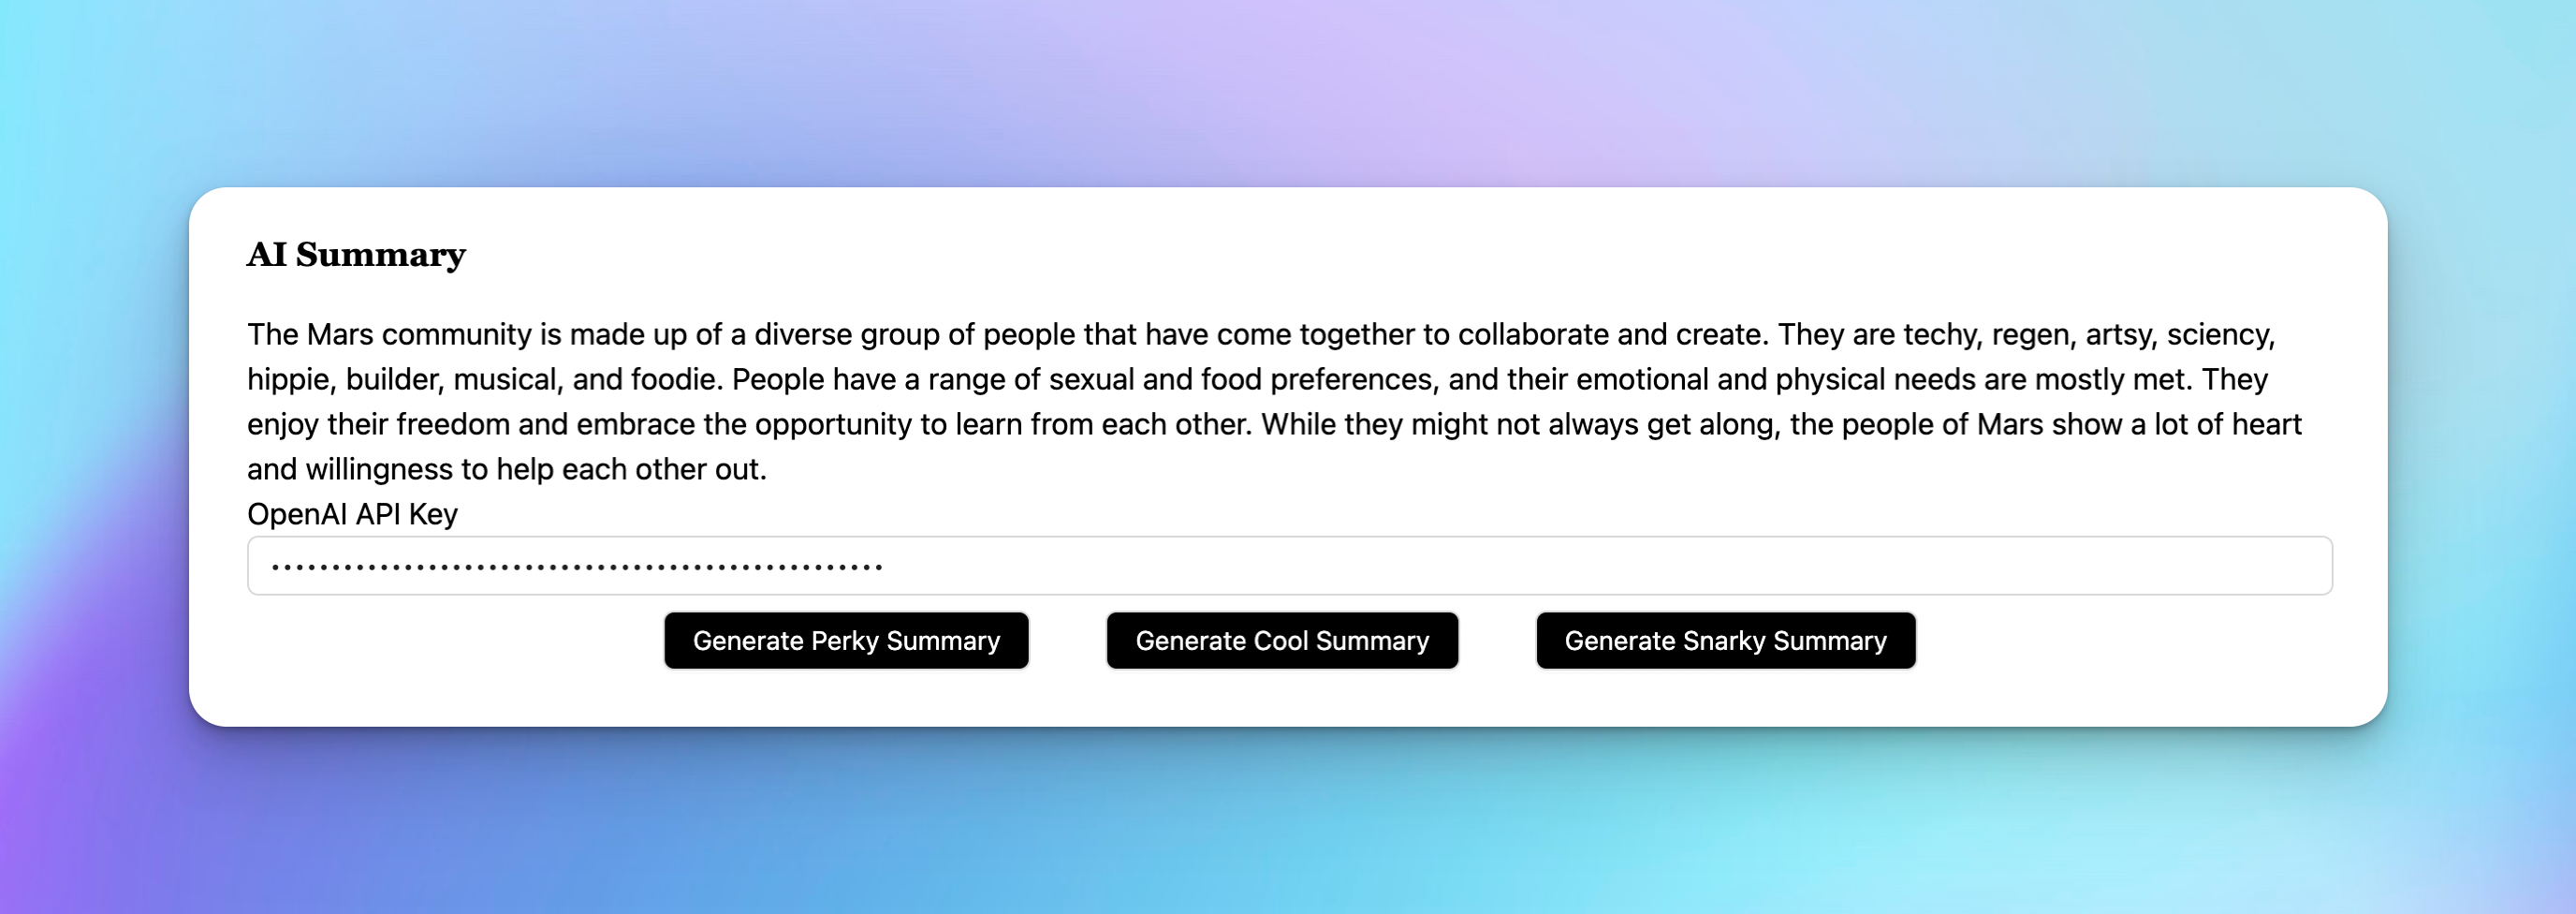 AI Summary
The Mars community is made up of a diverse group of people that have come together to collaborate and create. They are techy, regen, artsy, sciency,
hippie, builder, musical, and foodie. People have a range of sexual and food preferences, and their emotional and physical needs are mostly met. They
enjoy their freedom and embrace the opportunity to learn from each other. While they might not always get along, the people of Mars show a lot of heart
and willingness to help each other out.
OpenAI API Key
Generate Perky Summary
Generate Cool Summary
Generate Snarky Summary